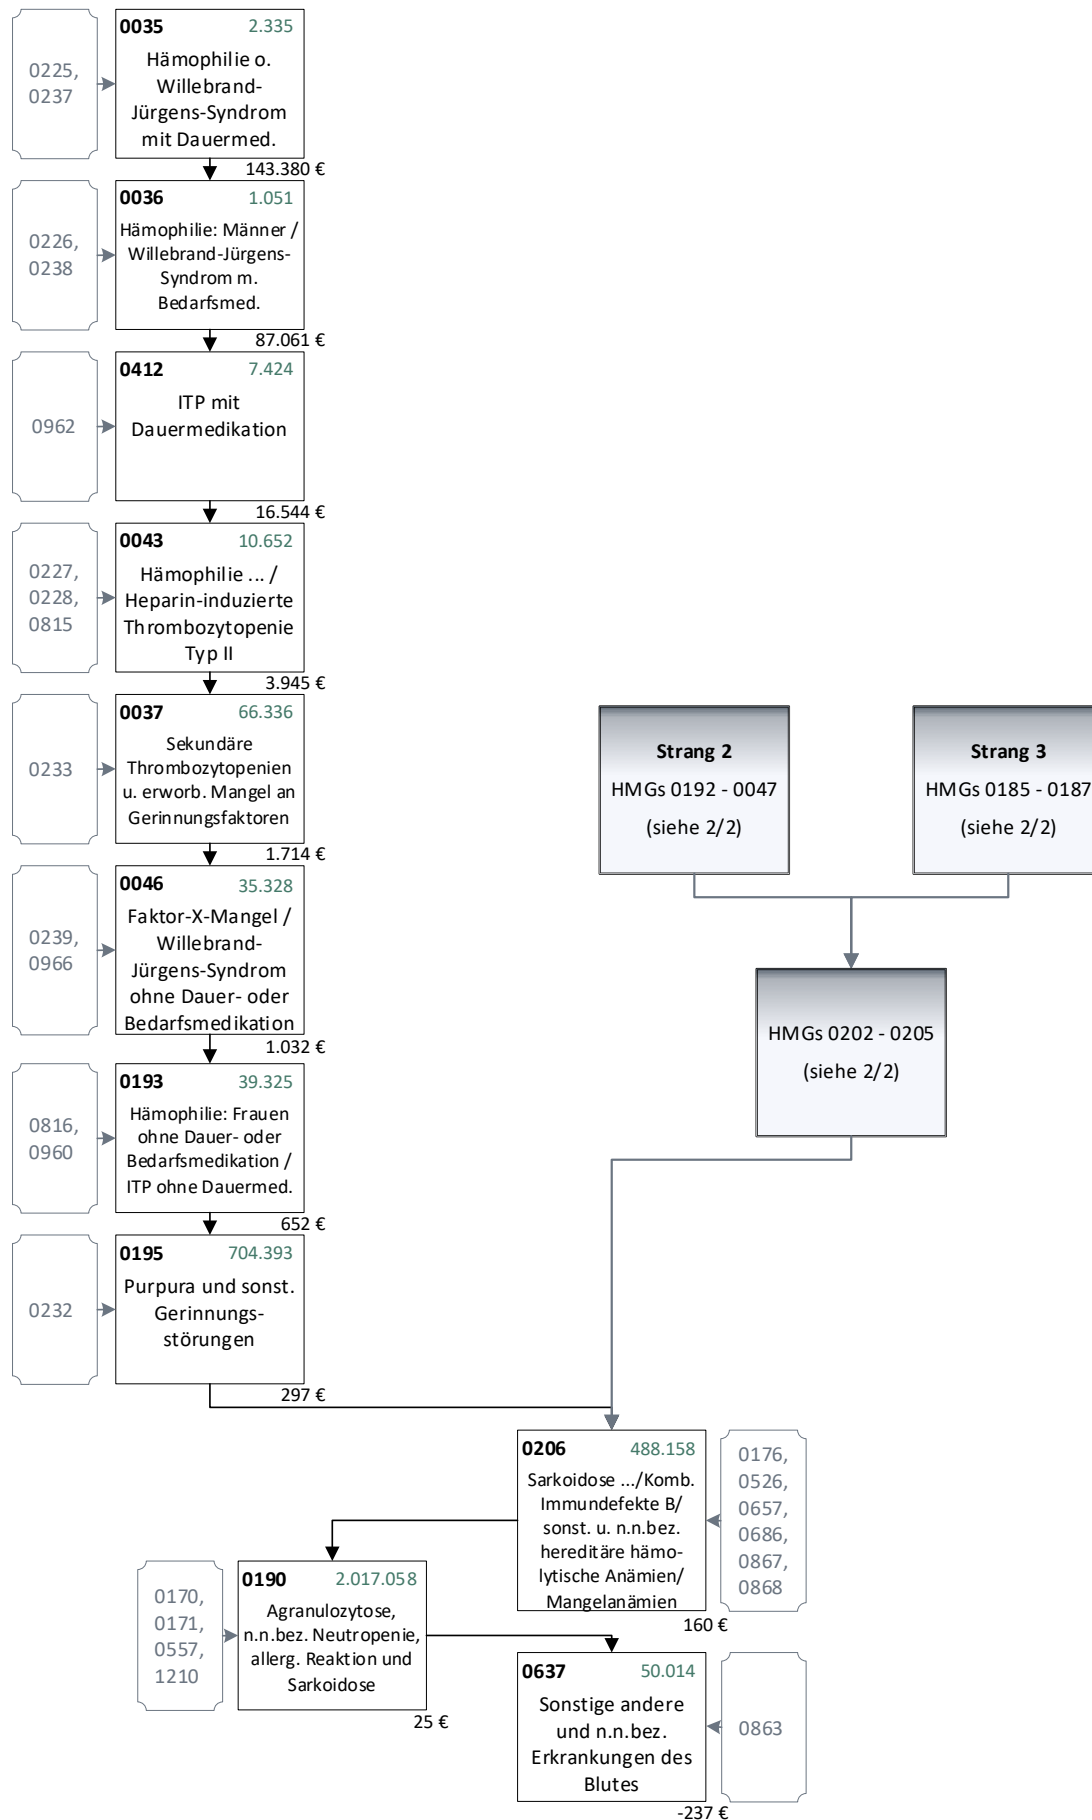 0225,
0237
0035 2.335
Hämophilie o.
Willebrand-
Jürgens-Syndrom
mit Dauermed.
143.380 €
0226,
0238
0036 1.051
Hämophilie: Männer /
Willebrand-Jürgens-
Syndrom m.
Bedarfsmed.
87.061 €
0962
0412 7.424
ITP mit
Dauermedikation
16.544 €
0227,
0228,
0815
0043 10.652
Hämophilie ... /
Heparin-induzierte
Thrombozytopenie
Typ II
3.945 €
0233
0037 66.336
Sekundäre
Thrombozytopenien
u. erworb. Mangel an
Gerinnungsfaktoren
1.714 €
Strang 2
HMGs 0192 - 0047
(siehe 2/2)
Strang 3
HMGs 0185 - 0187
(siehe 2/2)
0239,
0966
0046 35.328
Faktor-X-Mangel /
Willebrand-
Jürgens-Syndrom
ohne Dauer- oder
Bedarfsmedikation
1.032 €
HMGs 0202 - 0205
(siehe 2/2)
0816,
0960
0193 39.325
Hämophilie: Frauen
ohne Dauer- oder
Bedarfsmedikation /
ITP ohne Dauermed.
652 €
0232
0195 704.393
Purpura und sonst.
Gerinnungs-
störungen
297 €
0206 488.158
Sarkoidose .../Komb.
Immundefekte B/
sonst. u. n.n.bez.
hereditäre hämo-
lytische Anämien/
Mangelanämien
160 €
0176,
0526,
0657,
0686,
0867,
0868
0170,
0171,
0557,
1210
0190 2.017.058
Agranulozytose,
n.n.bez. Neutropenie,
allerg. Reaktion und
Sarkoidose
25 €
0637 50.014
Sonstige andere
und n.n.bez.
Erkrankungen des
Blutes
-237 €
0863